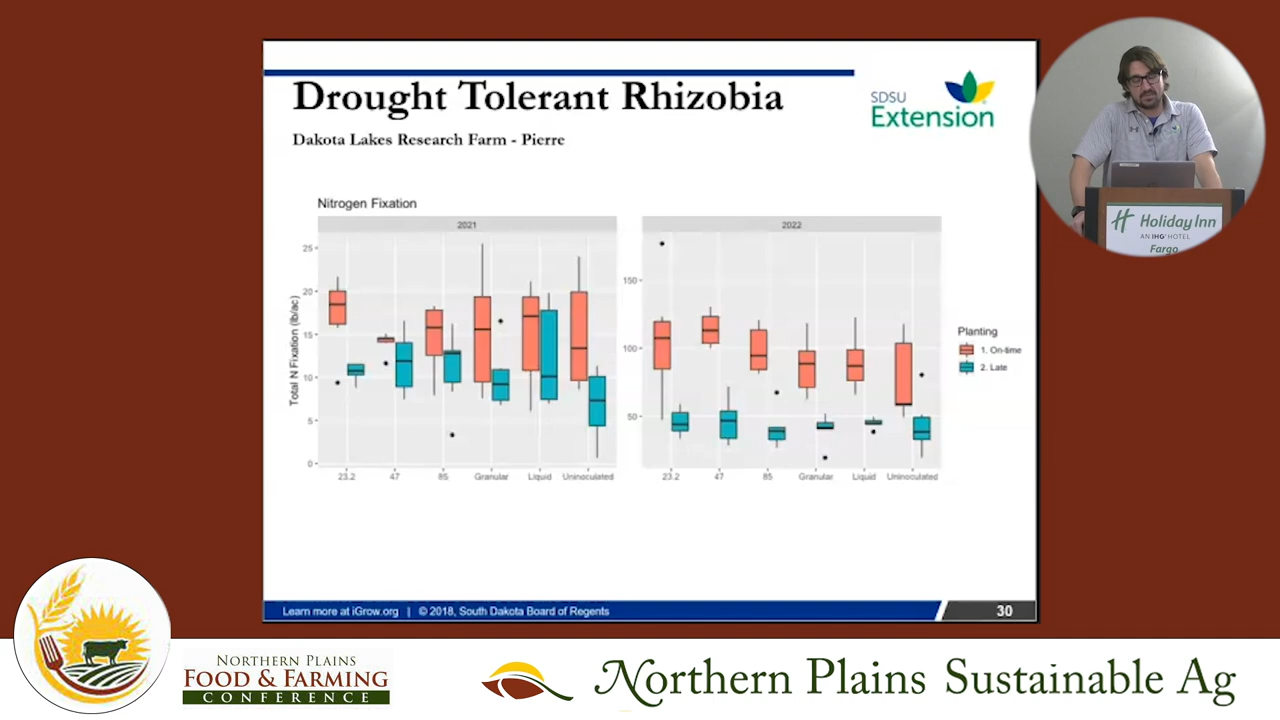 Drought Tolerant Rhizobia
Dakota Lakes Research Farm - Pierre
SDSU
Extension
Nitrogen Fixation
2021
2022
Total N Fixation (lb/ac)
25
20
15
10
5
0
150
100
50
23.2
47
85
Granular
Liquid
Uninoculated
23.2
47
85
Granular
Liquid
Uninoculated
Planting
1. On-time
2. Late
Learn more at iGrow.org | © 2018, South Dakota Board of Regents
30
H
Holiday Inn
AN IHG HOTEL
Fargo
NORTHERN PLAINS
FOOD & FARMING
CONFERENCE
Northern Plains Sustainable Ag